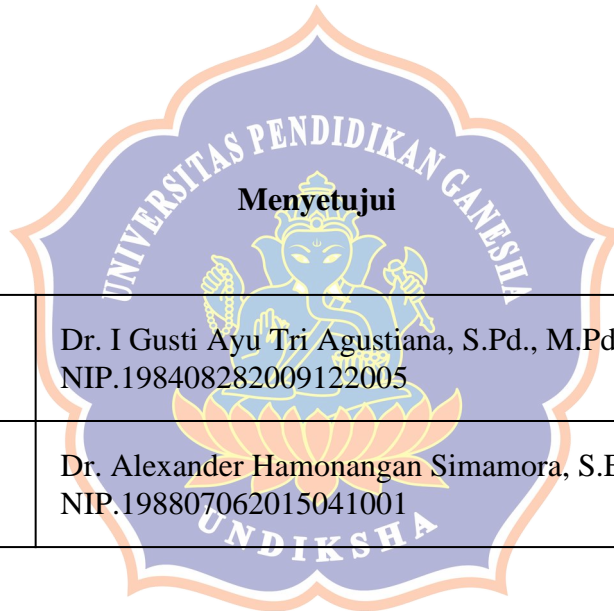 UNIVERSITAS PENDIDIKAN GANESHA
Menyetujui
Dr. I Gusti Ayu Tri Agustiana, S.Pd., M.Pd
NIP.198408282009122005
Dr. Alexander Hamonangan Simamora, S.E
NIP.198807062015041001
UNDIKSHA